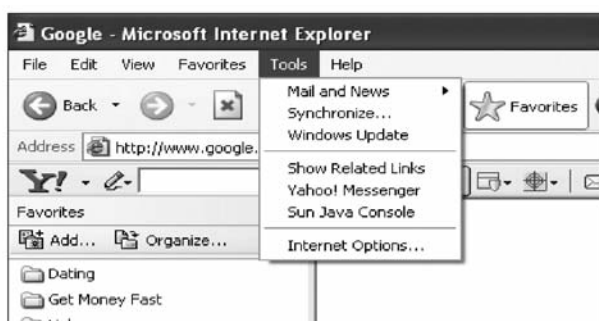 Google - Microsoft Internet Explorer
File Edit View Favorites Tools Help
Back Favorites
Mail and News
Synchronize...
Windows Update
Address http://www.google.
Show Related Links
Yahoo! Messenger
Sun Java Console
Internet Options...
Y!
Favorites
Add... Organize...
Dating
Get Money Fast